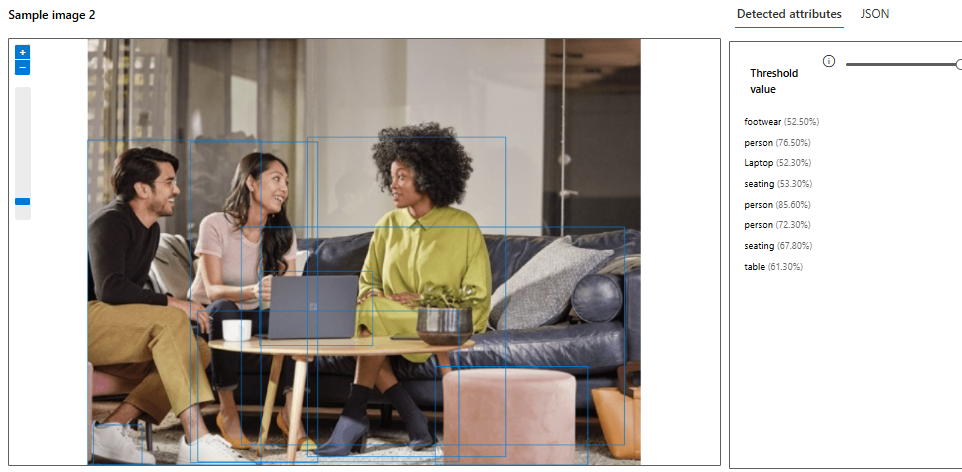 Sample image 2
Detected attributes
JSON
+
−
Threshold
value
i
footwear (52.50%)
person (76.50%)
Laptop (52.30%)
seating (53.30%)
person (85.60%)
person (72.30%)
seating (67.80%)
table (61.30%)